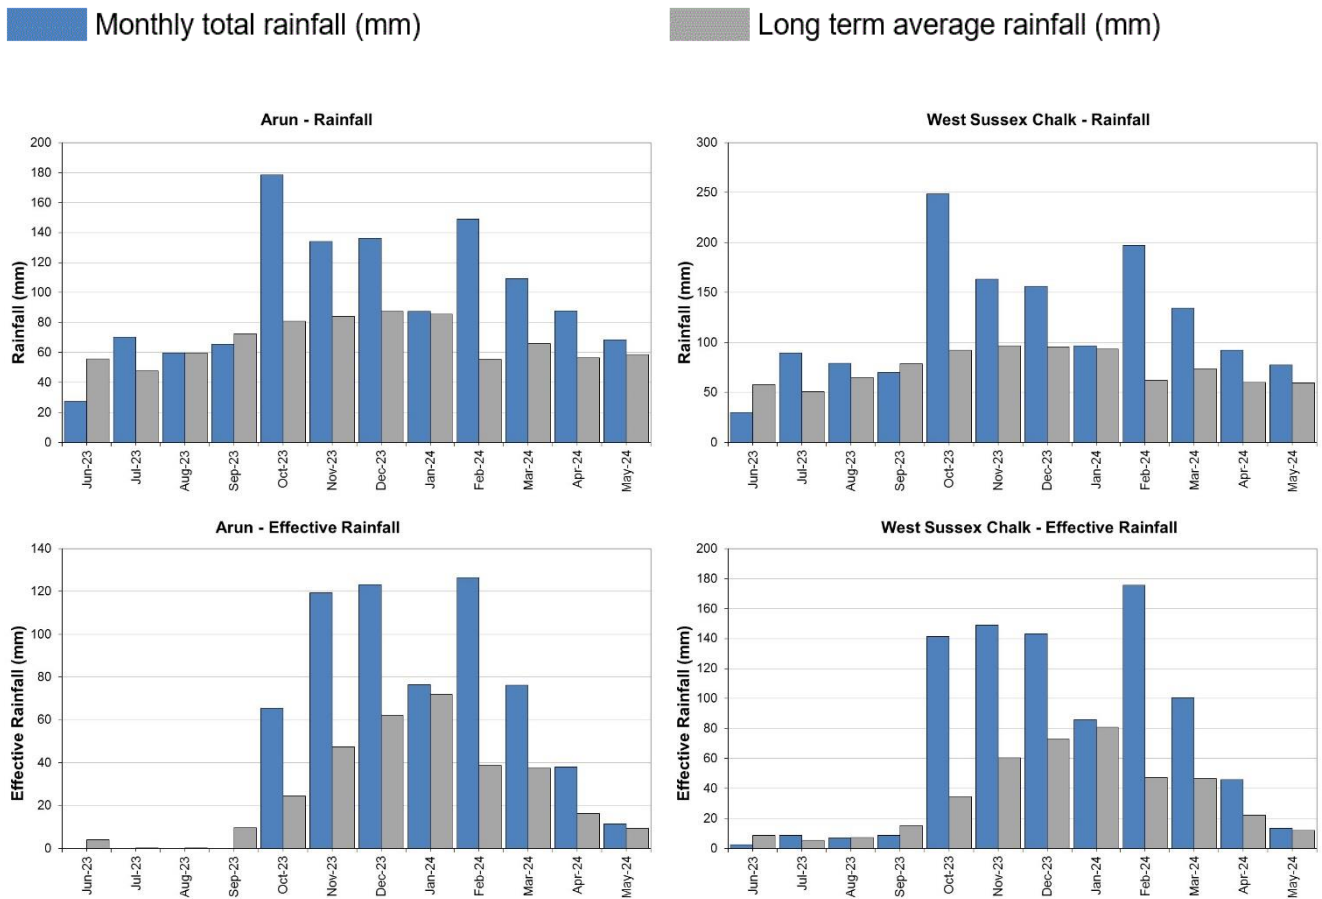 Monthly total rainfall (mm)
Long term average rainfall (mm)
Arun - Rainfall
Rainfall (mm)
200
180
160
140
120
100
80
60
40
20
0
Jun-23
Jul-23
Aug-23
Sep-23
Oct-23
Nov-23
Dec-23
Jan-24
Feb-24
Mar-24
Apr-24
May-24
West Sussex Chalk - Rainfall
Rainfall (mm)
300
250
200
150
100
50
0
Jun-23
Jul-23
Aug-23
Sep-23
Oct-23
Nov-23
Dec-23
Jan-24
Feb-24
Mar-24
Apr-24
May-24
Arun - Effective Rainfall
Effective Rainfall (mm)
140
120
100
80
60
40
20
0
Jun-23
Jul-23
Aug-23
Sep-23
Oct-23
Nov-23
Dec-23
Jan-24
Feb-24
Mar-24
Apr-24
May-24
West Sussex Chalk - Effective Rainfall
Effective Rainfall (mm)
200
180
160
140
120
100
80
60
40
20
0
Jun-23
Jul-23
Aug-23
Sep-23
Oct-23
Nov-23
Dec-23
Jan-24
Feb-24
Mar-24
Apr-24
May-24